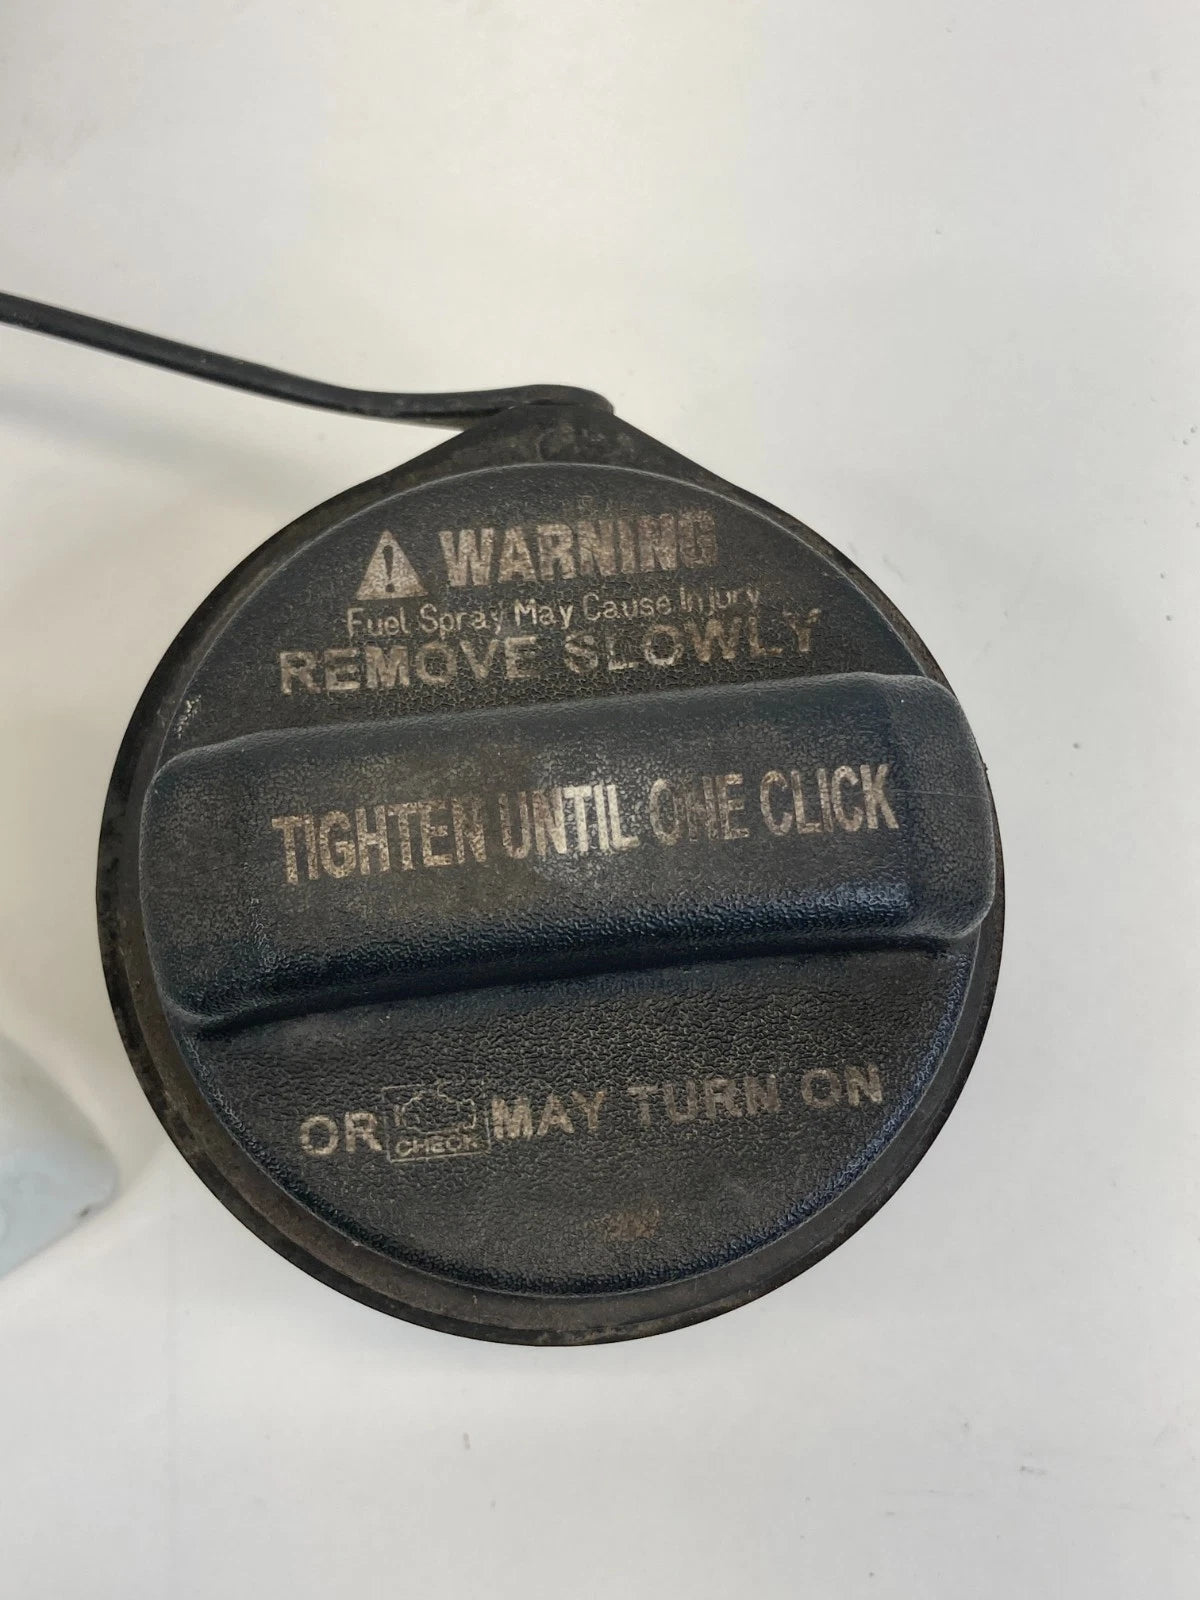 WARNING
Fuel Spray May Cause Injury
REMOVE SLOWLY
TIGHTEN UNTIL ONE CLICK
OR CHECK MAY TURN ON